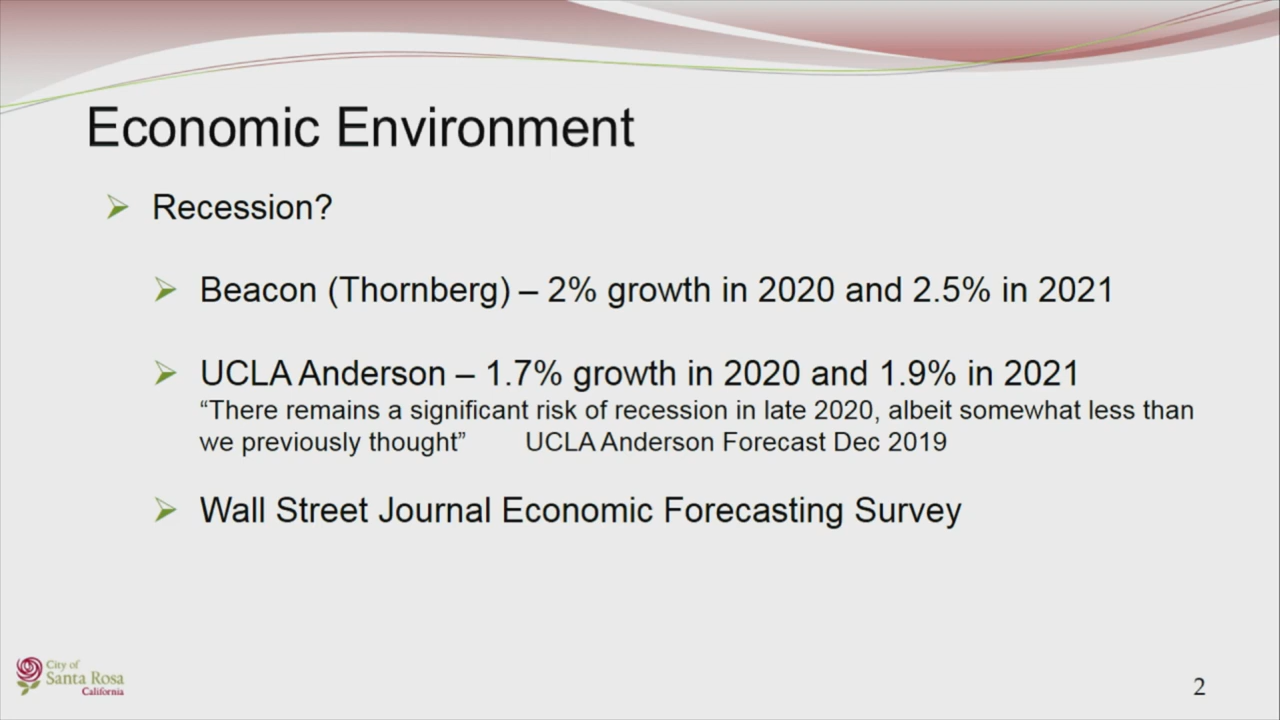 Economic Environment
Recession?
Beacon (Thornberg) – 2% growth in 2020 and 2.5% in 2021
UCLA Anderson – 1.7% growth in 2020 and 1.9% in 2021
“There remains a significant risk of recession in late 2020, albeit somewhat less than
we previously thought” UCLA Anderson Forecast Dec 2019
Wall Street Journal Economic Forecasting Survey
City of
Santa Rosa
California
2